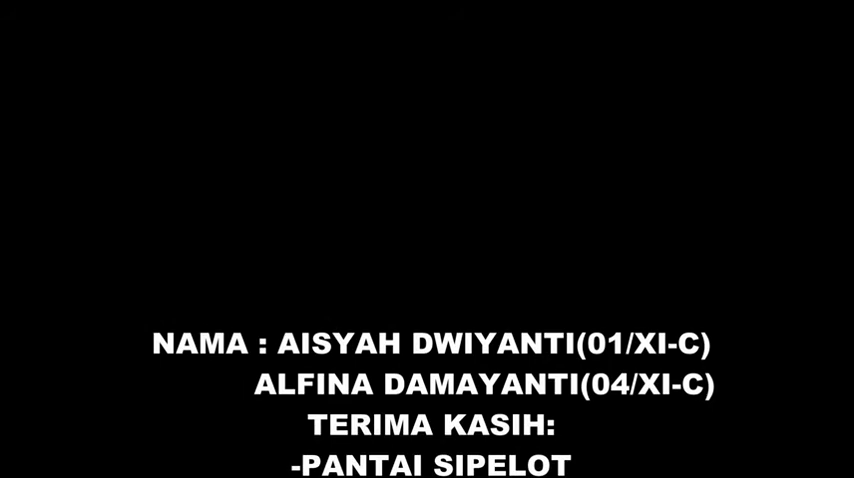 NAMA : AISYAH DWIYANTI(01/XI-C)
ALFINA DAMAYANTI(04/XI-C)
TERIMA KASIH:
-PANTAI SIPELOT